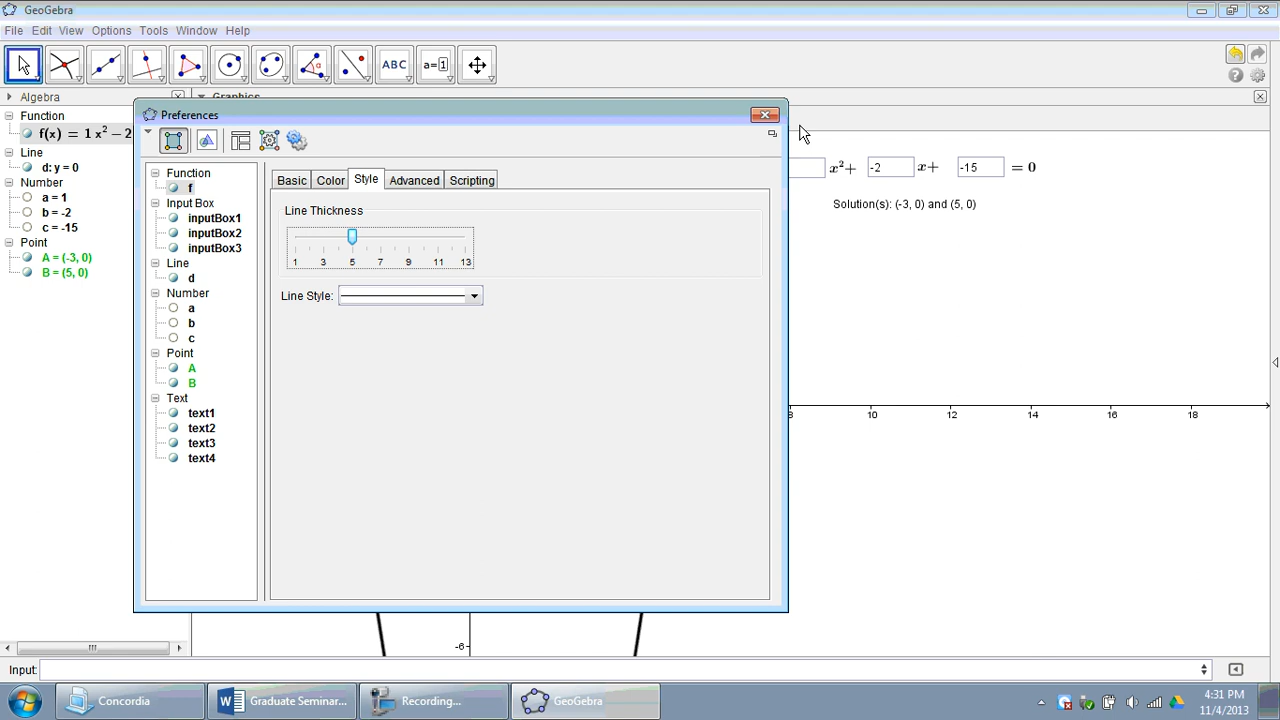 GeoGebra
File Edit View Options Tools Window Help
ABC
a=1
Algebra
Graphics
Function
f(x) = 1 x² − 2
Line
d: y = 0
Number
a = 1
b = -2
c = -15
Point
A = (-3, 0)
B = (5, 0)
Preferences
Function
f
Input Box
inputBox1
inputBox2
inputBox3
Line
d
Number
a
b
c
Point
A
B
Text
text1
text2
text3
text4
Basic Color Style Advanced Scripting
Line Thickness
1 3 5 7 9 11 13
Line Style:
x²+ -2 x+ -15 = 0
Solution(s): (-3, 0) and (5, 0)
8 10 12 14 16 18
-6
Input:
Concordia
Graduate Seminar...
Recording...
GeoGebra
4:31 PM
11/4/2013